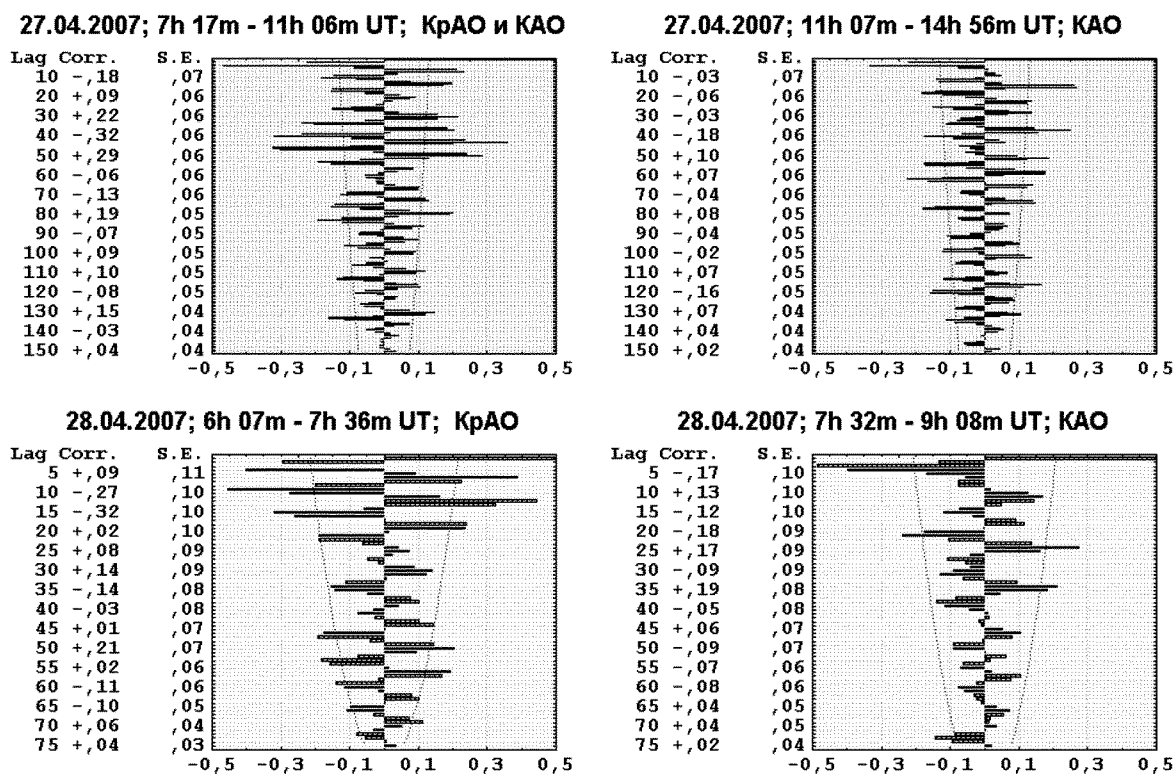 27.04.2007; 7h 17m - 11h 06m UT; КрАО и КАО
Lag Corr. S.E.
10 -,18 ,07
20 +,09 ,06
30 +,22 ,06
40 -,32 ,06
50 +,29 ,06
60 -,06 ,06
70 -,13 ,06
80 +,19 ,05
90 -,07 ,05
100 +,09 ,05
110 +,10 ,05
120 -,08 ,05
130 +,15 ,04
140 -,03 ,04
150 +,04 ,04
-0,5 -0,3 -0,1 0,1 0,3 0,5
27.04.2007; 11h 07m - 14h 56m UT; КАО
Lag Corr. S.E.
10 -,03 ,07
20 -,06 ,06
30 -,03 ,06
40 -,18 ,06
50 +,10 ,06
60 +,07 ,06
70 -,04 ,06
80 +,08 ,05
90 -,04 ,05
100 -,02 ,05
110 +,07 ,05
120 -,16 ,05
130 +,07 ,04
140 +,04 ,04
150 +,02 ,04
-0,5 -0,3 -0,1 0,1 0,3 0,5
28.04.2007; 6h 07m - 7h 36m UT; КрАО
Lag Corr. S.E.
5 +,09 ,11
10 -,27 ,10
15 -,32 ,10
20 +,02 ,10
25 +,08 ,09
30 +,14 ,09
35 -,14 ,08
40 -,03 ,08
45 +,01 ,07
50 +,21 ,07
55 +,02 ,06
60 -,11 ,06
65 -,10 ,05
70 +,06 ,04
75 +,04 ,03
-0,5 -0,3 -0,1 0,1 0,3 0,5
28.04.2007; 7h 32m - 9h 08m UT; КАО
Lag Corr. S.E.
5 -,17 ,10
10 +,13 ,10
15 -,12 ,10
20 -,18 ,09
25 +,17 ,09
30 -,09 ,09
35 +,19 ,08
40 -,05 ,08
45 +,06 ,07
50 -,09 ,07
55 -,07 ,06
60 -,08 ,06
65 +,04 ,05
70 +,04 ,05
75 +,02 ,04
-0,5 -0,3 -0,1 0,1 0,3 0,5